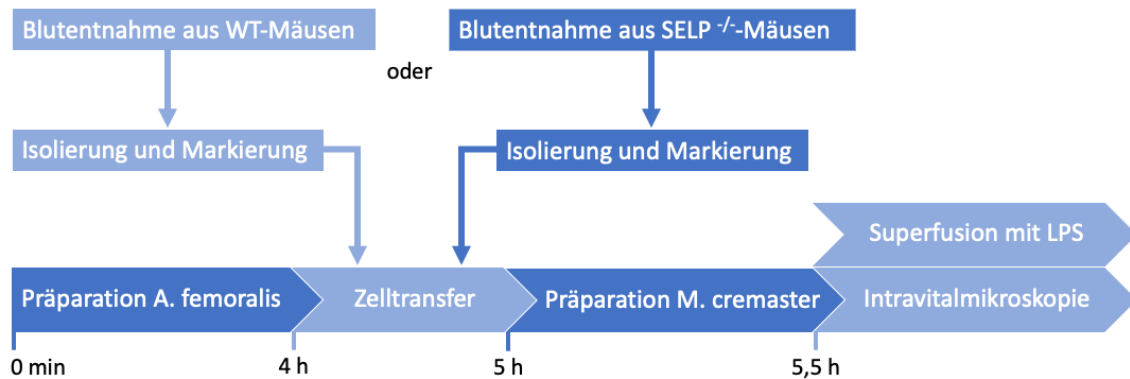 Blutentnahme aus WT-Mäusen
Blutentnahme aus SELP -/--Mäusen
oder
Isolierung und Markierung
Isolierung und Markierung
Superfusion mit LPS
Präparation A. femoralis
Zelltransfer
Präparation M. cremaster
Intravitalmikroskopie
0 min
4 h
5 h
5,5 h